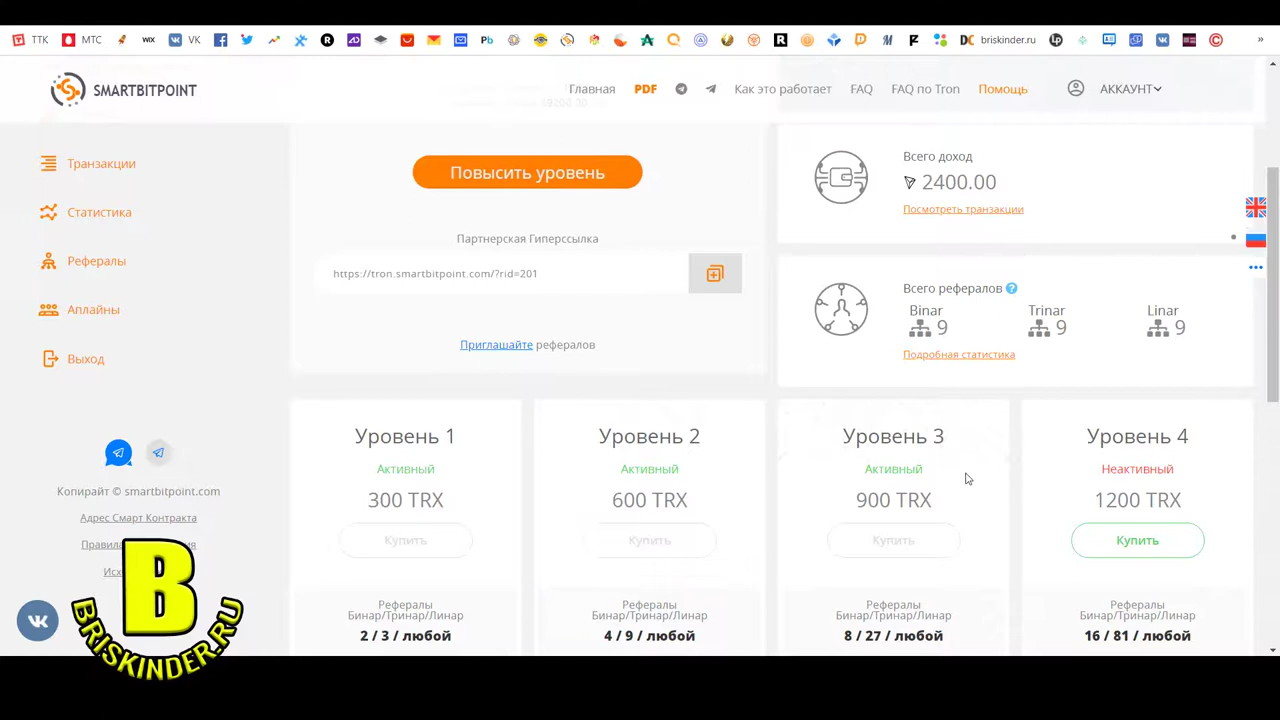 ТТК
МТС
WIX
VK
Pb
briskinder.ru
Lp
SMARTBITPOINT
Главная
PDF
Как это работает
FAQ
FAQ по Tron
Помощь
АККАУНТ
Транзакции
Статистика
Рефералы
Аплайны
Выход
Копирайт © smartbitpoint.com
Адрес Смарт Контракта
Повысить уровень
Партнерская Гиперссылка
https://tron.smartbitpoint.com/?rid=201
Приглашайте рефералов
Всего доход
2400.00
Посмотреть транзакции
Всего рефералов ?
Binar
9
Trinar
9
Linar
9
Подробная статистика
Уровень 1
Активный
300 TRX
Купить
Рефералы
Бинар/Тринар/Линар
2 / 3 / любой
Уровень 2
Активный
600 TRX
Купить
Рефералы
Бинар/Тринар/Линар
4 / 9 / любой
Уровень 3
Активный
900 TRX
Купить
Рефералы
Бинар/Тринар/Линар
8 / 27 / любой
Уровень 4
Неактивный
1200 TRX
Купить
Рефералы
Бинар/Тринар/Линар
16 / 81 / любой
B
BRISKINDER.RU